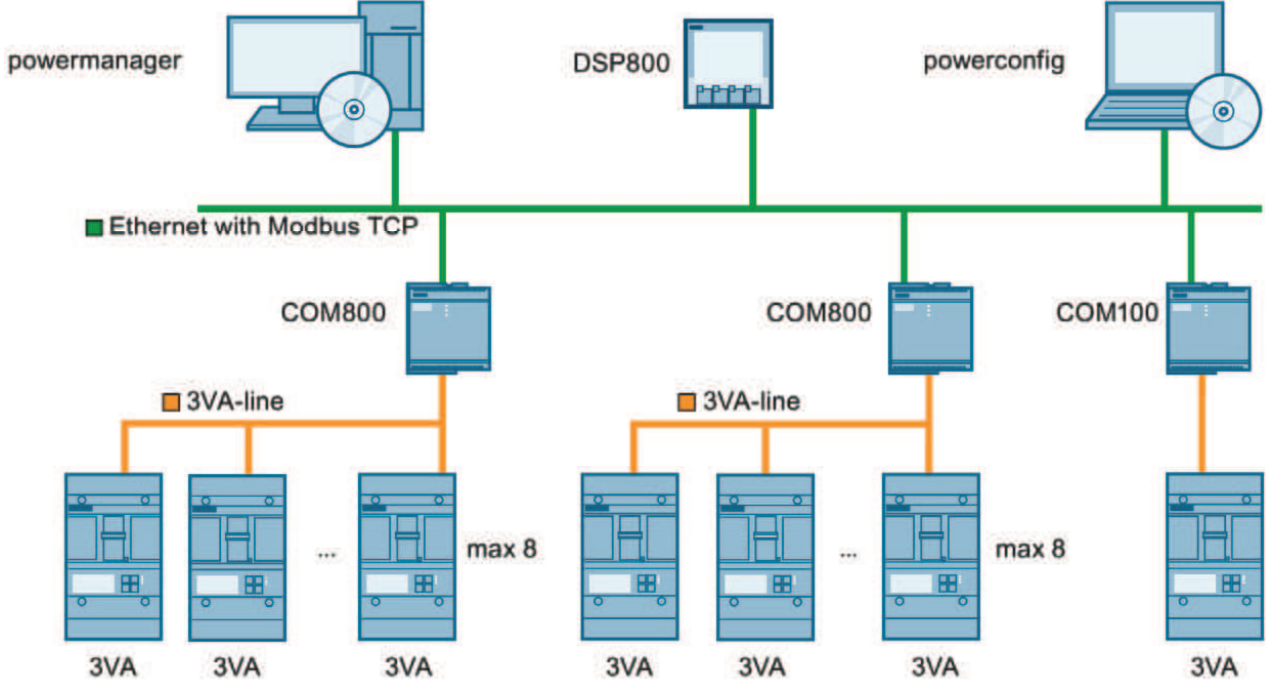 powermanager
DSP800
powerconfig
Ethernet with Modbus TCP
COM800
COM800
COM100
3VA-line
3VA-line
...
max 8
...
max 8
3VA
3VA
3VA
3VA
3VA
3VA
3VA